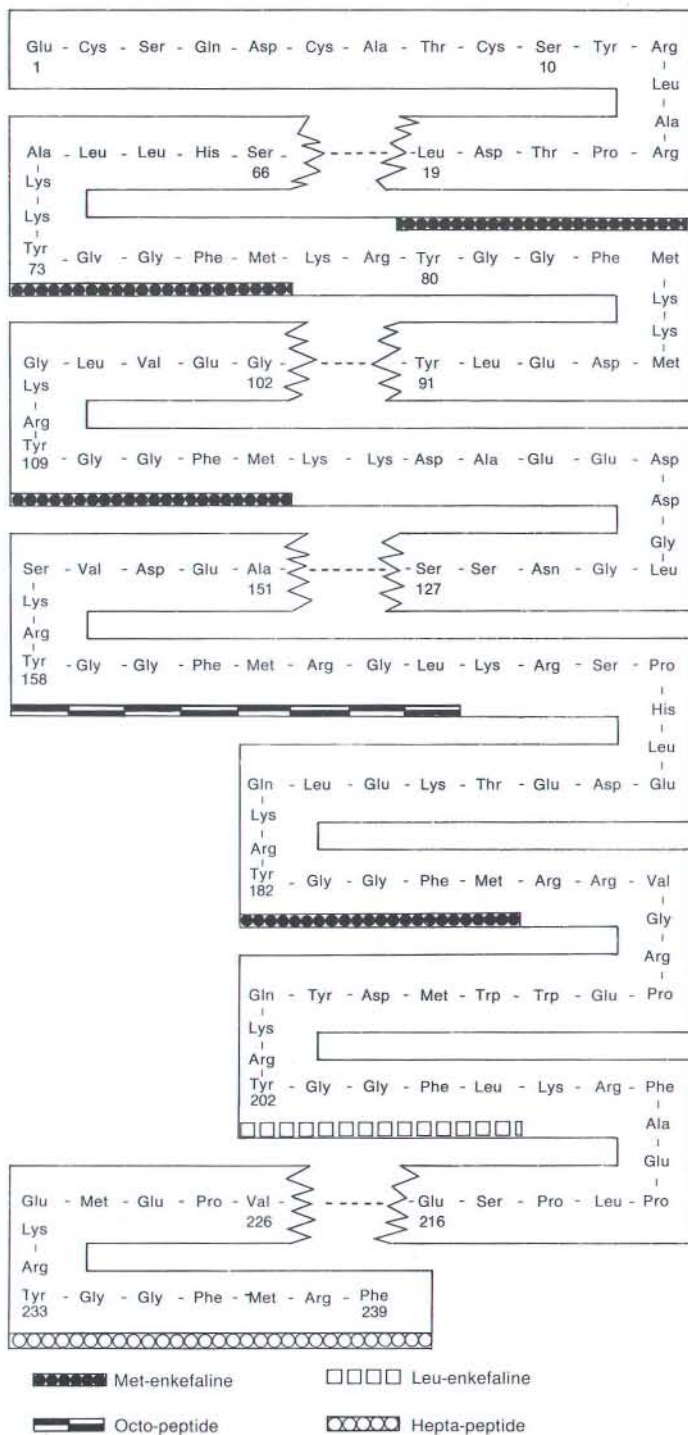 Glu - Cys - Ser - Gln - Asp - Cys - Ala - Thr - Cys - Ser - Tyr - Arg
1 10
Leu
Ala
Ala - Leu - Leu - His - Ser - Leu - Asp - Thr - Pro - Arg
66 19
Lys
Lys
Tyr - Glv - Gly - Phe - Met - Lys - Arg - Tyr - Gly - Gly - Phe Met
73 80
Lys
Lys
Gly - Leu - Val - Glu - Gly - Tyr - Leu - Glu - Asp - Met
102 91
Lys
Arg
Tyr - Gly - Gly - Phe - Met - Lys - Lys - Asp - Ala - Glu - Glu - Asp
109
Asp
Gly
Ser - Val - Asp - Glu - Ala - Ser - Ser - Asn - Gly - Leu
151 127
Lys
Arg
Tyr - Gly - Gly - Phe - Met - Arg - Gly - Leu - Lys - Arg - Ser - Pro
158
His
Leu
Gln - Leu - Glu - Lys - Thr - Glu - Asp - Glu
Lys
Arg
Tyr - Gly - Gly - Phe - Met - Arg - Arg - Val
182
Gly
Arg
Gln - Tyr - Asp - Met - Trp - Trp - Glu - Pro
Lys
Arg
Tyr - Gly - Gly - Phe - Leu - Lys - Arg - Phe
202
Ala
Glu
Glu - Met - Glu - Pro - Val - Glu - Ser - Pro - Leu - Pro
226 216
Lys
Arg
Tyr - Gly - Gly - Phe - Met - Arg - Phe
233 239
Met-enkefaline Leu-enkefaline
Octo-peptide Hepta-peptide